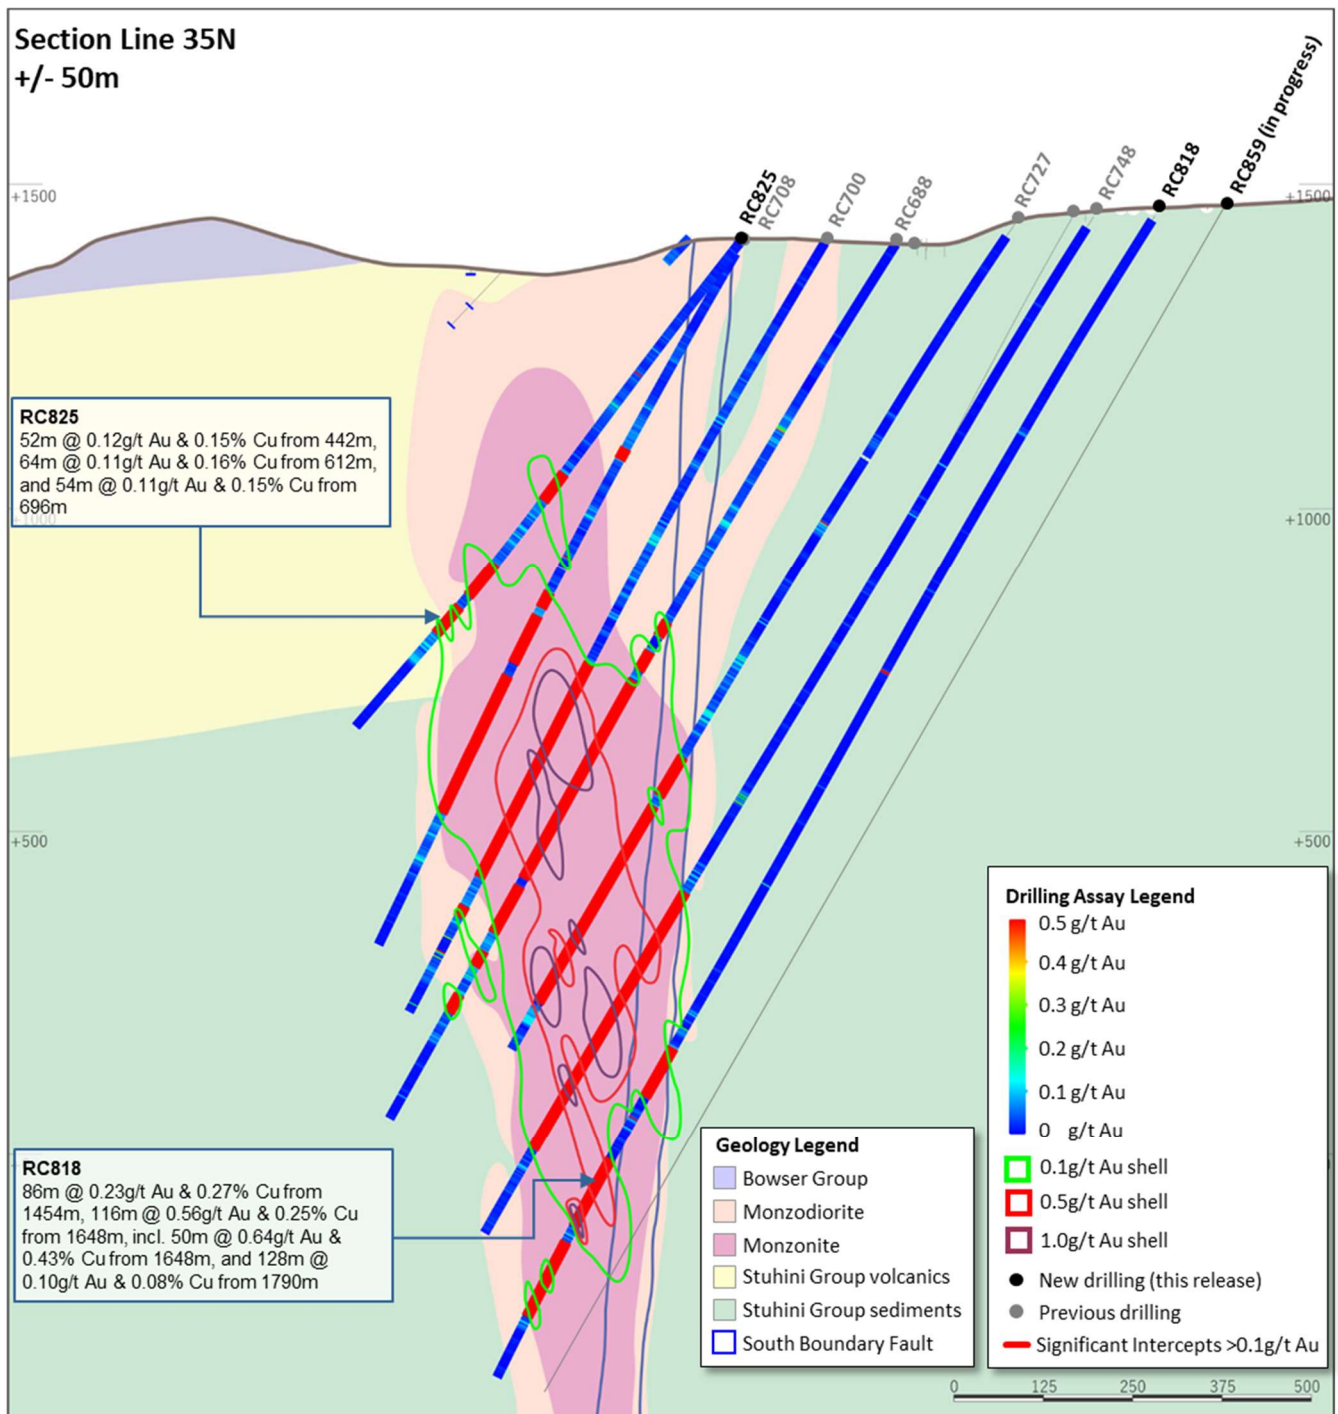 Section Line 35N
+/- 50m
RC825
RC708
RC700
RC688
RC727
RC748
RC818
RC859 (in progress)
+1500
+1500
RC825
52m @ 0.12g/t Au & 0.15% Cu from 442m,
64m @ 0.11g/t Au & 0.16% Cu from 612m,
and 54m @ 0.11g/t Au & 0.15% Cu from
696m
+1000
+1000
+500
+500
RC818
86m @ 0.23g/t Au & 0.27% Cu from
1454m, 116m @ 0.56g/t Au & 0.25% Cu
from 1648m, incl. 50m @ 0.64g/t Au &
0.43% Cu from 1648m, and 128m @
0.10g/t Au & 0.08% Cu from 1790m
Geology Legend
Bowser Group
Monzodiorite
Monzonite
Stuhini Group volcanics
Stuhini Group sediments
South Boundary Fault
Drilling Assay Legend
0.5 g/t Au
0.4 g/t Au
0.3 g/t Au
0.2 g/t Au
0.1 g/t Au
0 g/t Au
0.1g/t Au shell
0.5g/t Au shell
1.0g/t Au shell
New drilling (this release)
Previous drilling
Significant Intercepts >0.1g/t Au
0 125 250 375 500